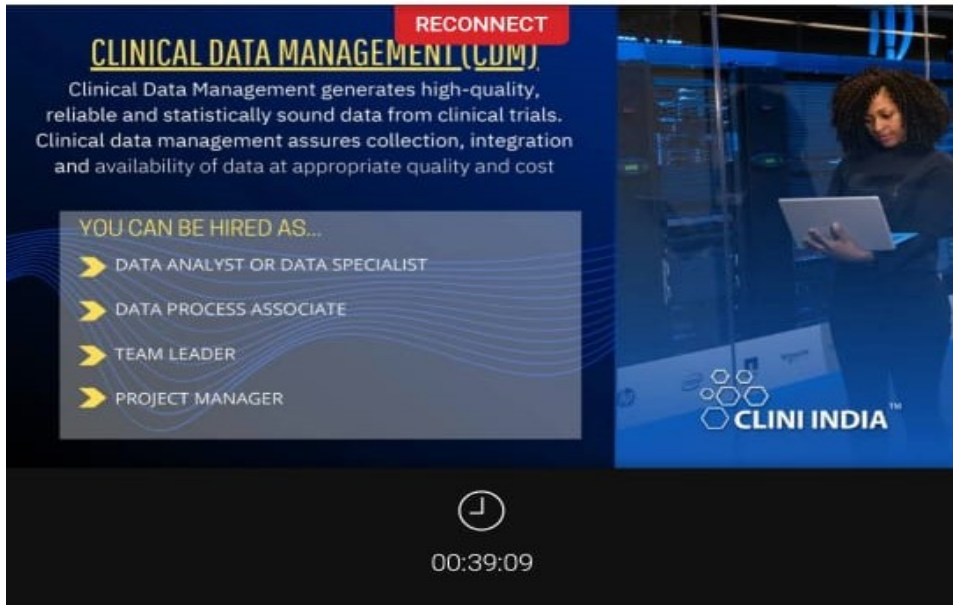 RECONNECT
CLINICAL DATA MANAGEMENT (CDM)
Clinical Data Management generates high-quality,
reliable and statistically sound data from clinical trials.
Clinical data management assures collection, integration
and availability of data at appropriate quality and cost
YOU CAN BE HIRED AS...
DATA ANALYST OR DATA SPECIALIST
DATA PROCESS ASSOCIATE
TEAM LEADER
PROJECT MANAGER
CLINI INDIA™
00:39:09